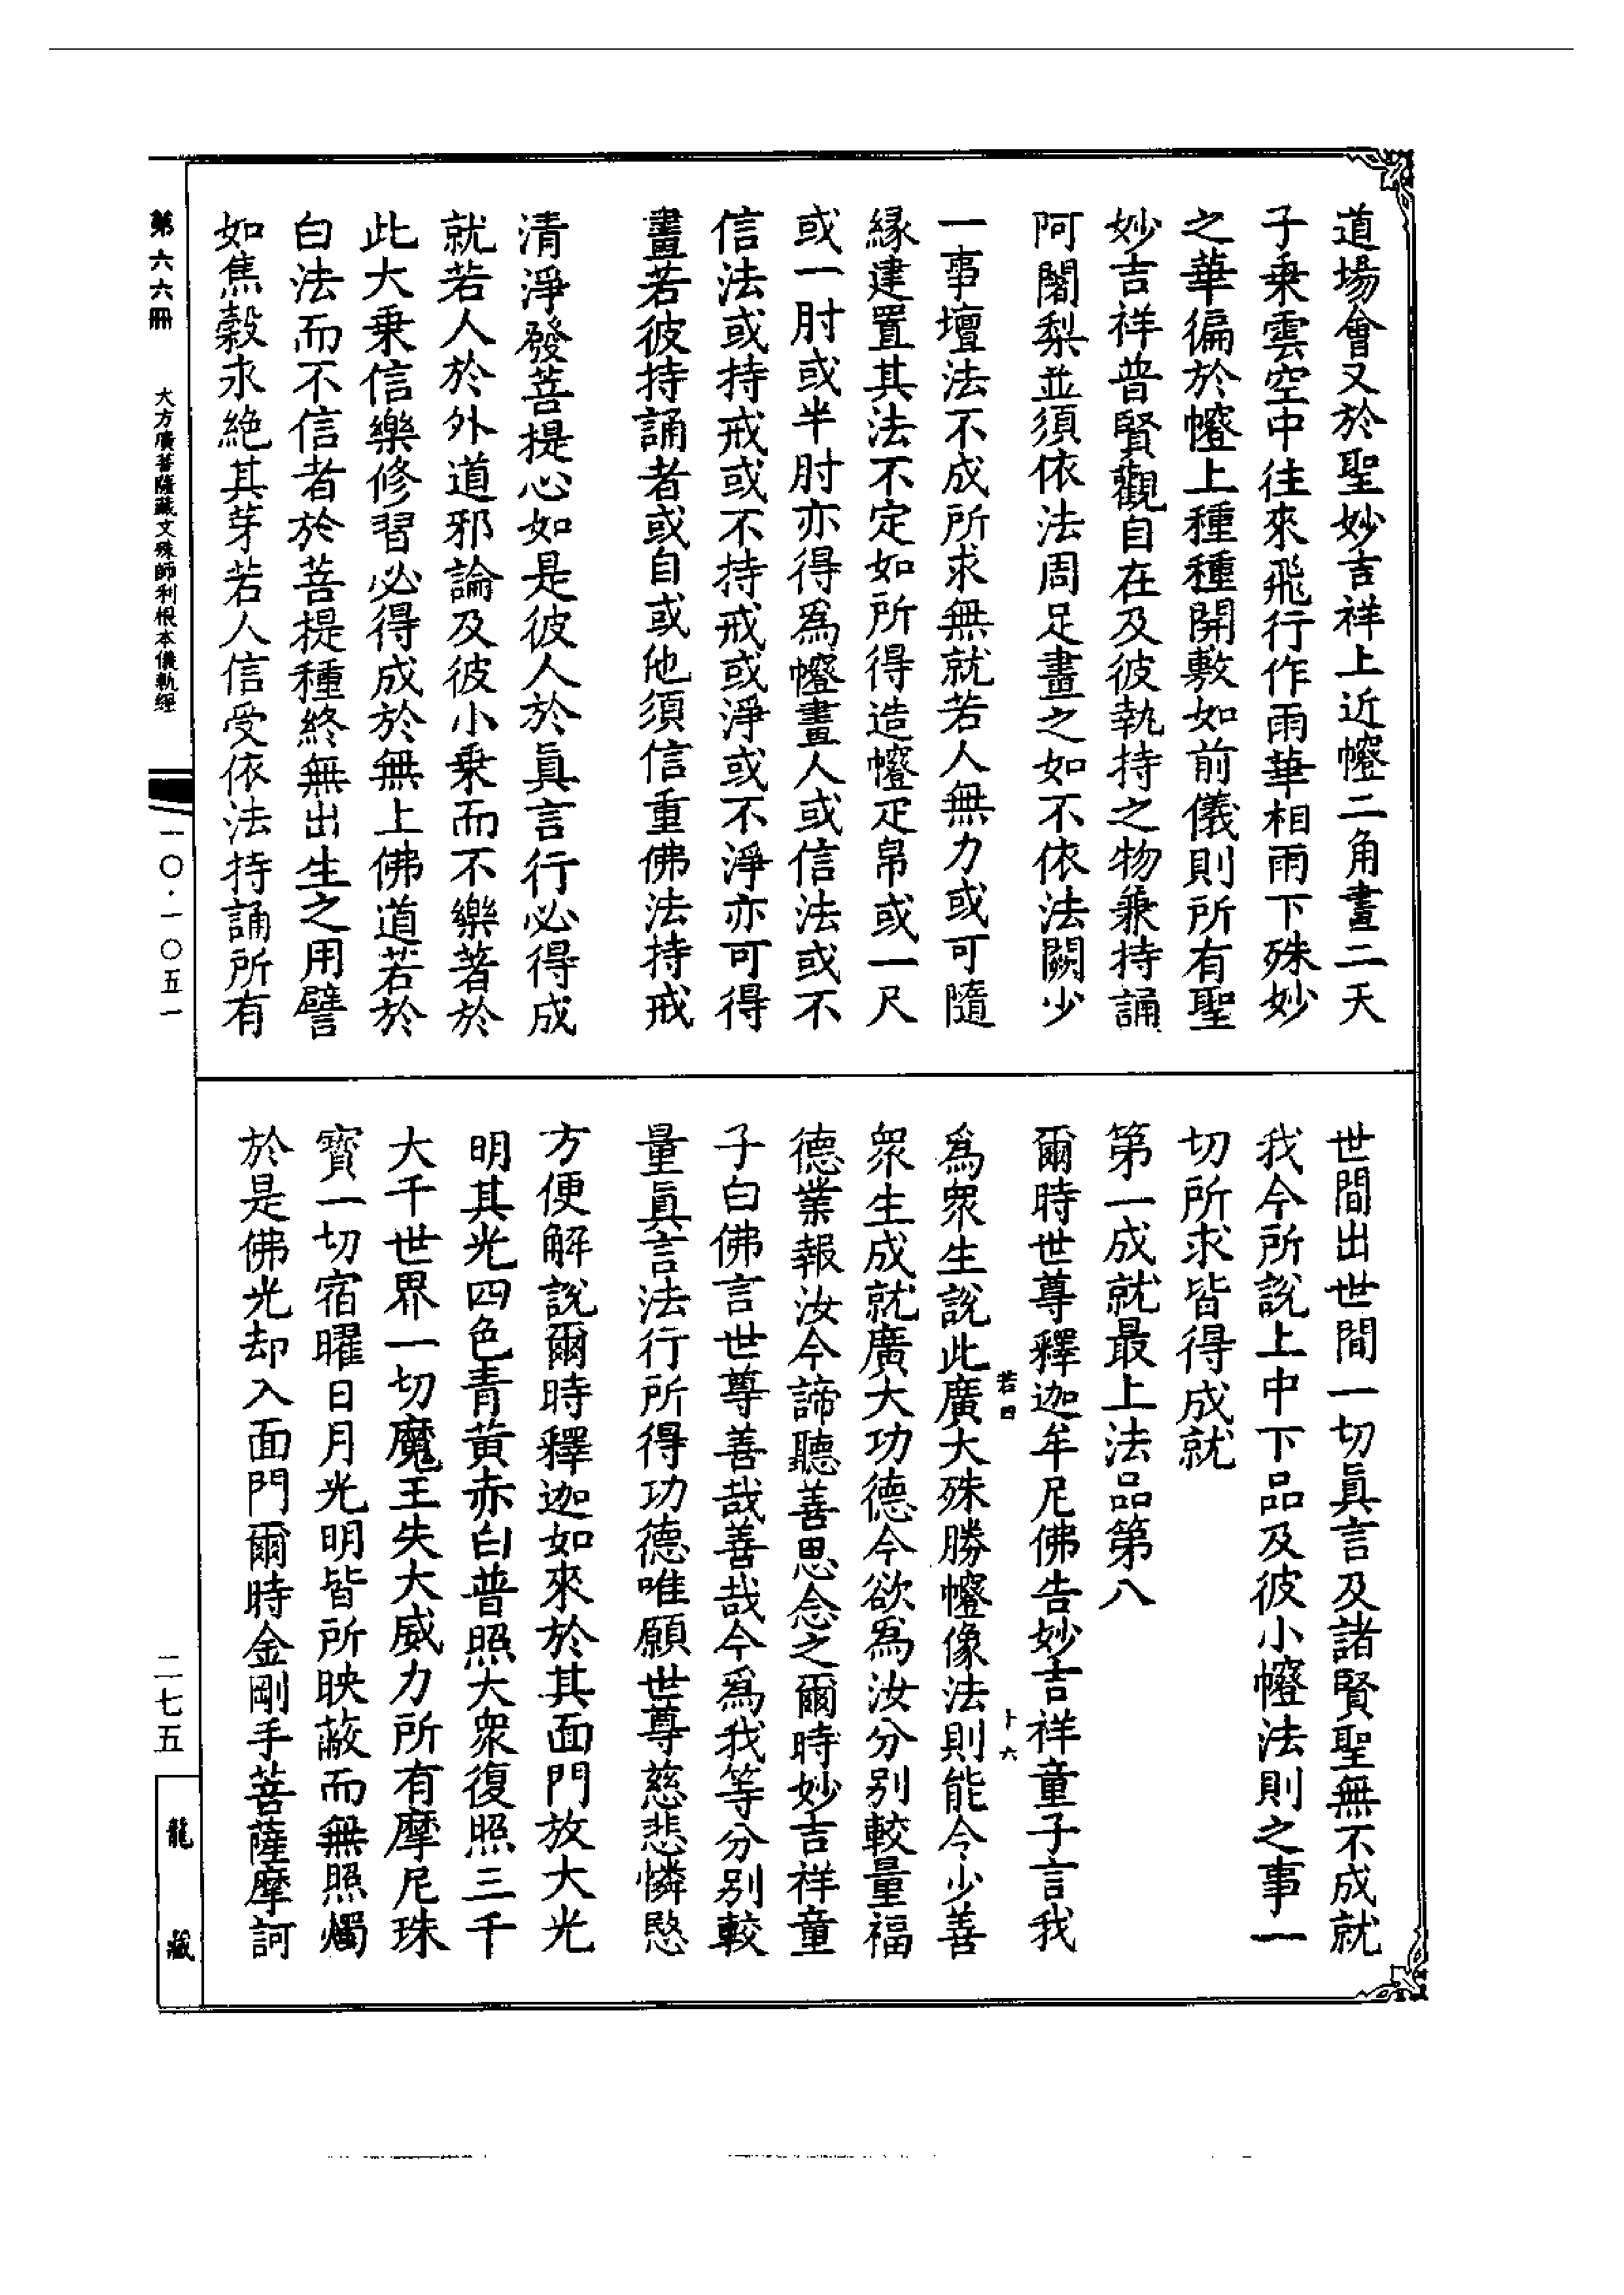 道場會又於聖妙吉祥上近㡧二角畫二天
子乘雲空中往來飛行作雨華相雨下殊妙
之華徧於㡧上種種開敷如前儀則所有聖
妙吉祥普賢觀自在及彼執持之物兼持誦
阿闍梨並須依法周足畫之如不依法闕少
一事壇法不成所求無就若人無力或可隨
緣建置其法不定如所得造㡧疋帛或一尺
或一肘或半肘亦得爲㡧畫人或信法或不
信法或持戒或不持戒或淨或不淨亦可得
畫若彼持誦者或自或他須信重佛法持戒
清淨發菩提心如是彼人於眞言行必得成
就若人於外道邪論及彼小乘而不樂著於
此大乘信樂修習必得成於無上佛道若於
白法而不信者於菩提種終無出生之用譬
如焦穀永絕其芽若人信受依法持誦所有
世間出世間一切眞言及諸賢聖無不成就
我今所說上中下品及彼小㡧法則之事一
切所求皆得成就
第一成就最上法品第八
爾時世尊釋迦牟尼佛告妙吉祥童子言我
若四 十六
爲衆生說此廣大殊勝㡧像法則能令少善
衆生成就廣大功德今欲爲汝分別較量福
德業報汝今諦聽善思念之爾時妙吉祥童
子白佛言世尊善哉善哉今爲我等分別較
量眞言法行所得功德唯願世尊慈悲憐愍
方便解說爾時釋迦如來於其面門放大光
明其光四色青黃赤白普照大衆復照三千
大千世界一切魔王失大威力所有摩尼珠
寶一切宿曜日月光明皆所映蔽而無照燭
於是佛光却入面門爾時金剛手菩薩摩訶
第六六冊 大方廣菩薩藏文殊師利根本儀軌經 一〇·一〇五一
二七五
龍藏